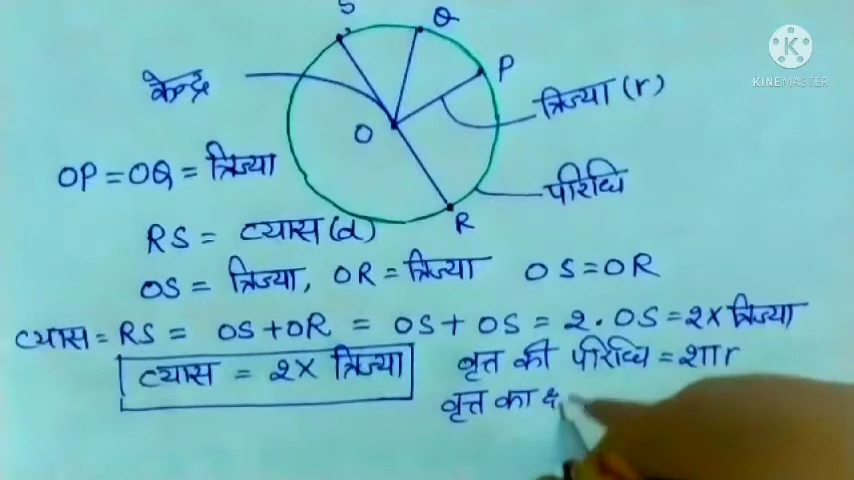 S
Q
P
केन्द्र
त्रिज्या (r)
O
OP = OQ = त्रिज्या
परिधि
R
RS = व्यास (d)
OS = त्रिज्या, OR = त्रिज्या OS = OR
व्यास = RS = OS + OR = OS + OS = 2 . OS = 2 × त्रिज्या
व्यास = 2 × त्रिज्या
वृत्त की परिधि = 2πr
वृत्त का
KINEMASTER